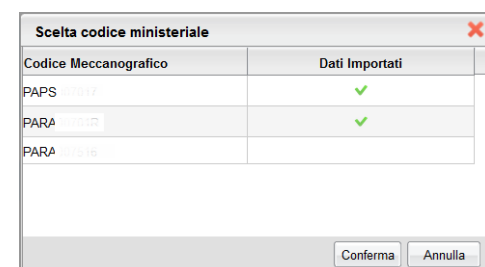 Scelta codice ministeriale
Codice Meccanografico Dati Importati
PAPS
PARA
PARA
Conferma Annulla